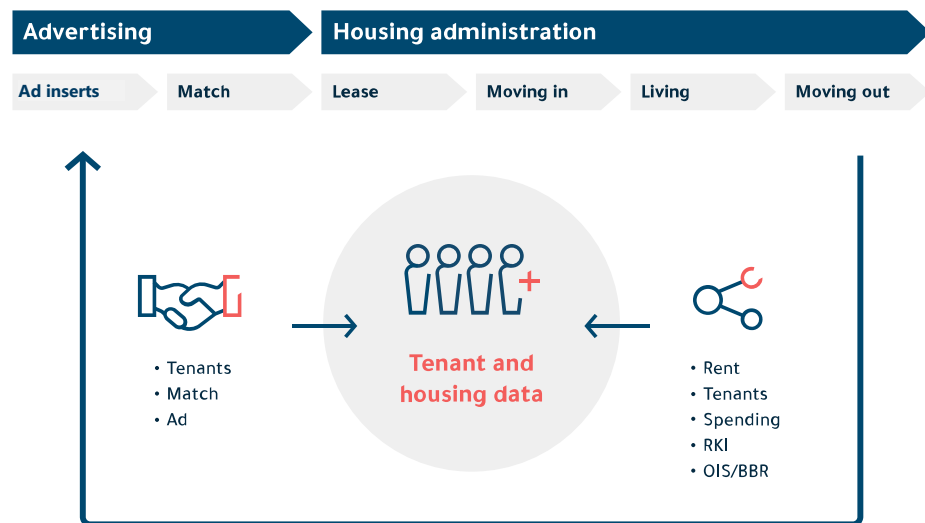 Advertising
Housing administration
Ad inserts
Match
Lease
Moving in
Living
Moving out
Tenant and
housing data
• Tenants
• Match
• Ad
• Rent
• Tenants
• Spending
• RKI
• OIS/BBR